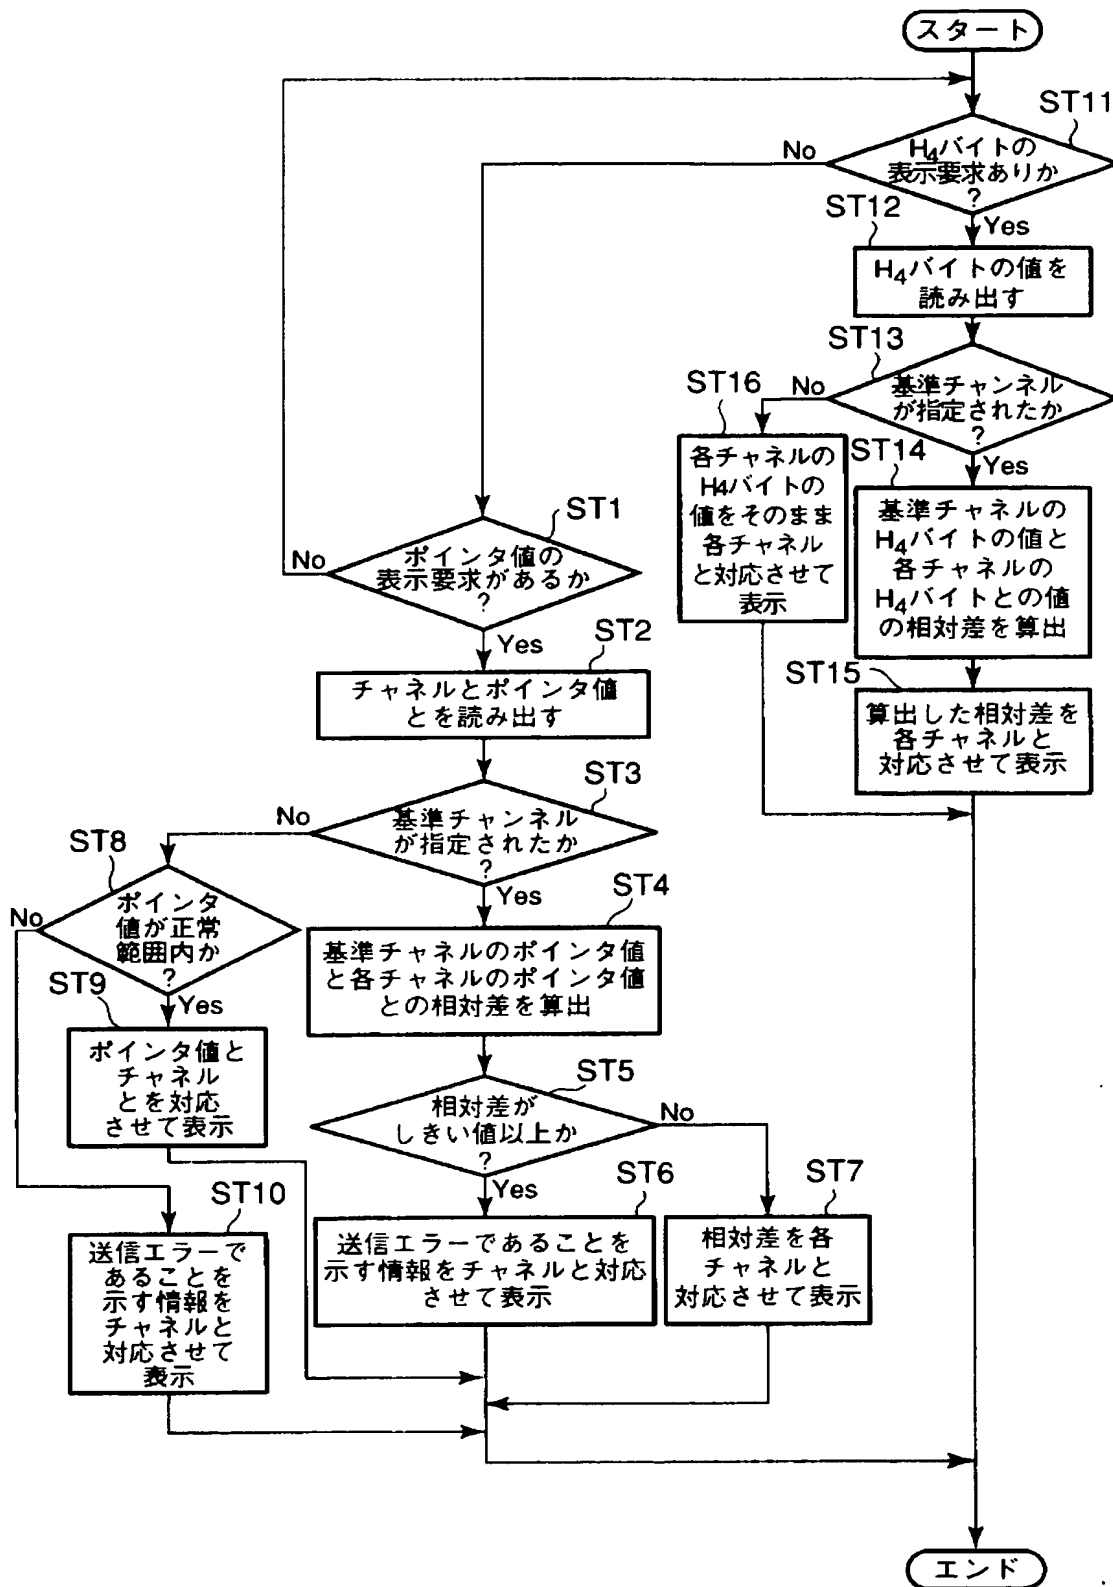 スタート
ST11
H4バイトの
表示要求ありか
?
No
Yes
ST12
H4バイトの値を
読み出す
ST13
基準チャンネル
が指定されたか
?
No
Yes
ST16
各チャネルの
H4バイトの
値をそのまま
各チャネル
と対応させて
表示
ST14
基準チャネルの
H4バイトの値と
各チャネルの
H4バイトとの値
の相対差を算出
ST15
算出した相対差を
各チャネルと
対応させて表示
ST1
ポインタ値の
表示要求があるか
?
No
Yes
ST2
チャネルとポインタ値
とを読み出す
ST3
基準チャンネル
が指定されたか
?
No
Yes
ST8
ポインタ
値が正常
範囲内か
?
No
Yes
ST9
ポインタ値と
チャネル
とを対応
させて表示
ST10
送信エラーで
あることを
示す情報を
チャネルと
対応させて
表示
ST4
基準チャネルのポインタ値
と各チャネルのポインタ値
との相対差を算出
ST5
相対差が
しきい値以上か
?
No
Yes
ST6
送信エラーであることを
示す情報をチャネルと対応
させて表示
ST7
相対差を各
チャネルと
対応させて表示
エンド